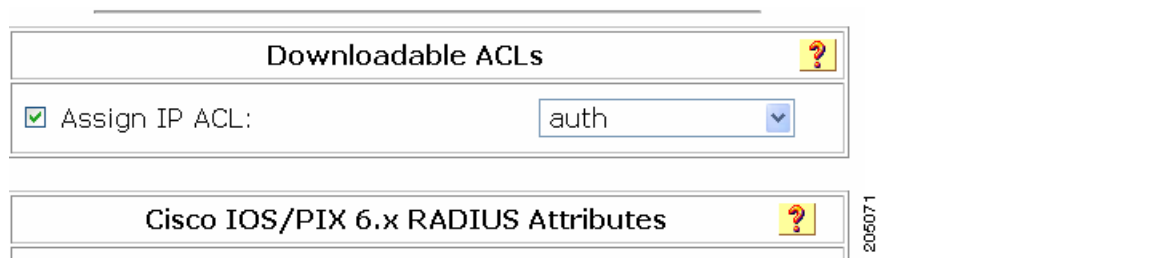 Downloadable ACLs ?
Assign IP ACL: auth
Cisco IOS/PIX 6.x RADIUS Attributes ?
205071